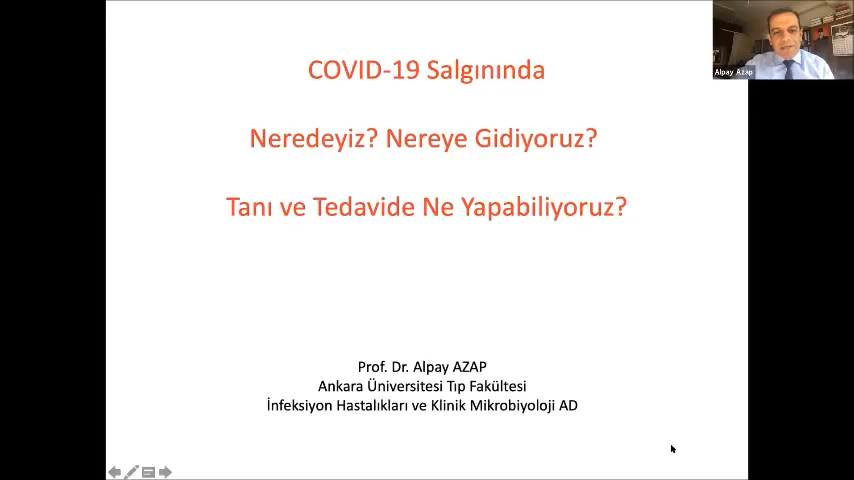 COVID-19 Salgınında
Neredeyiz? Nereye Gidiyoruz?
Tanı ve Tedavide Ne Yapabiliyoruz?
Prof. Dr. Alpay AZAP
Ankara Üniversitesi Tıp Fakültesi
İnfeksiyon Hastalıkları ve Klinik Mikrobiyoloji AD
Alpay Azap